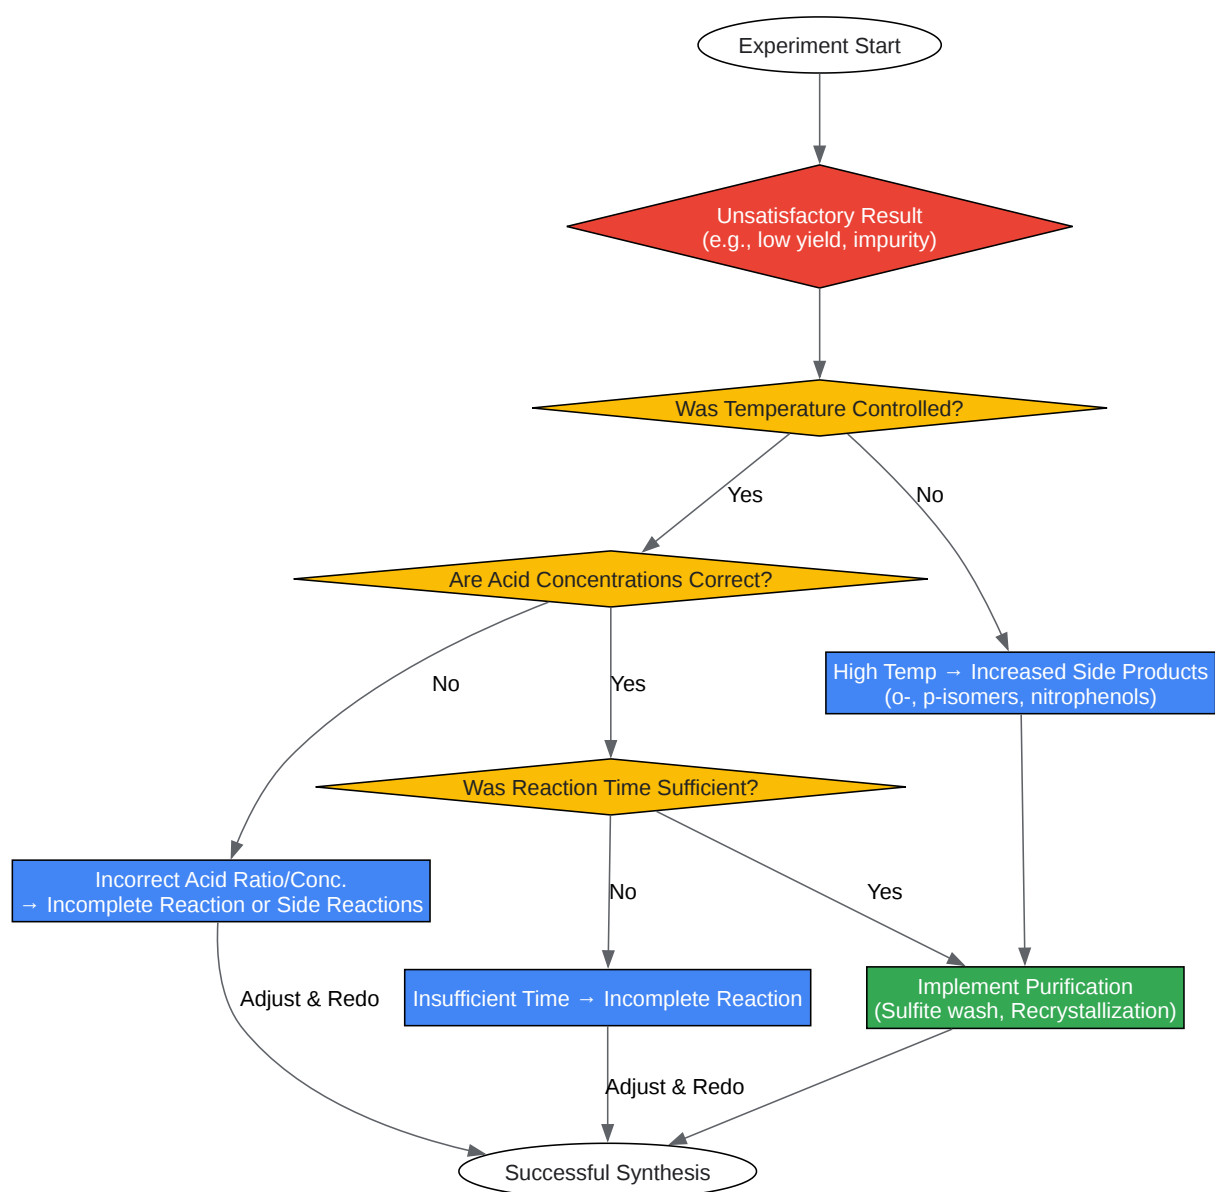 Experiment Start
Unsatisfactory Result
(e.g., low yield, impurity)
Was Temperature Controlled?
Yes
No
Are Acid Concentrations Correct?
No
Yes
High Temp → Increased Side Products
(o-, p-isomers, nitrophenols)
Was Reaction Time Sufficient?
Incorrect Acid Ratio/Conc.
→ Incomplete Reaction or Side Reactions
No
Yes
Adjust & Redo
Insufficient Time → Incomplete Reaction
Implement Purification
(Sulfite wash, Recrystallization)
Adjust & Redo
Successful Synthesis